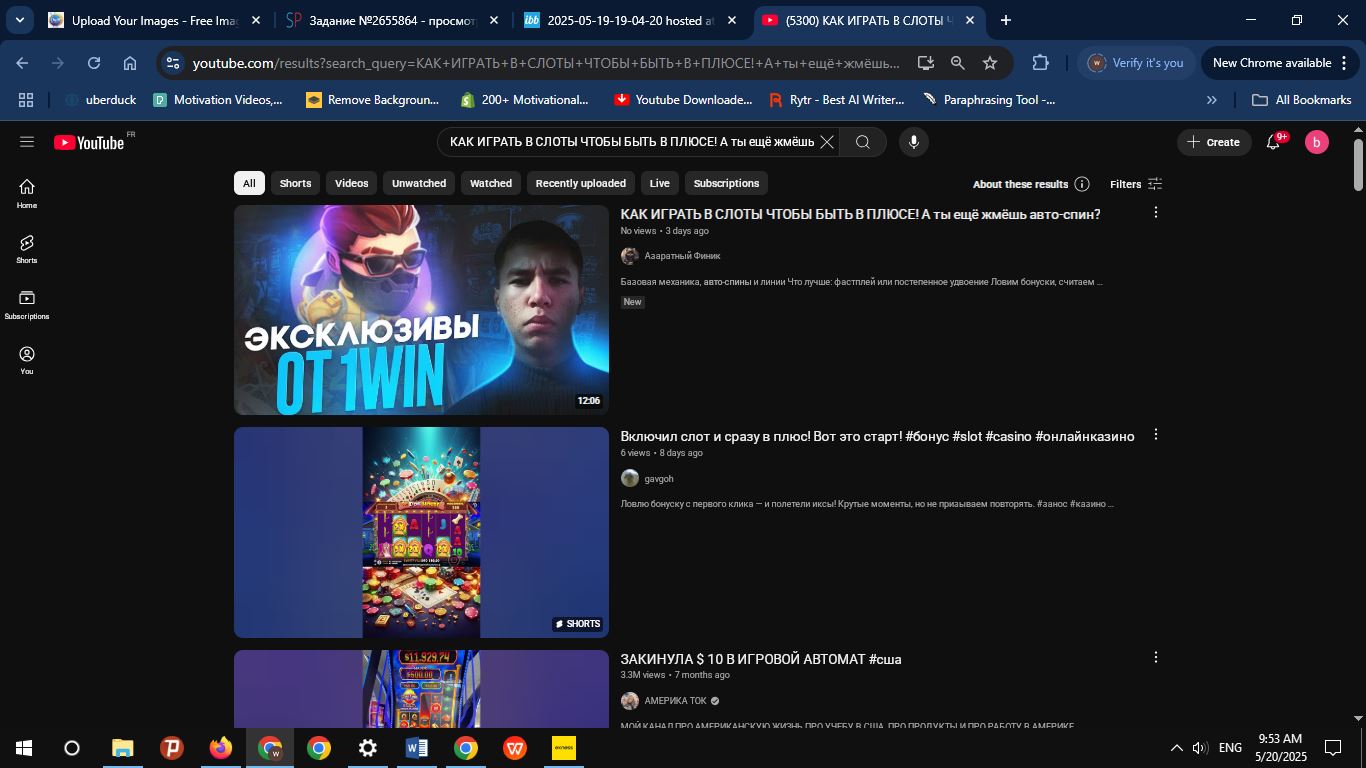 Upload Your Images - Free Imag
SP Задание №2655864 - просмотр
ibb 2025-05-19-19-04-20 hosted at
(5300) КАК ИГРАТЬ В СЛОТЫ Ч
youtube.com/results?search_query=КАК+ИГРАТЬ+В+СЛОТЫ+ЧТОБЫ+БЫТЬ+В+ПЛЮСЕ!+А+ты+ещё+жмёшь...
Verify it's you
New Chrome available
uberduck
Motivation Videos,...
Remove Backgroun...
200+ Motivational...
Youtube Downloade...
Rytr - Best AI Writer...
Paraphrasing Tool -...
All Bookmarks
YouTube FR
КАК ИГРАТЬ В СЛОТЫ ЧТОБЫ БЫТЬ В ПЛЮСЕ! А ты ещё жмёшь
Create
9+
b
Home
Shorts
Subscriptions
You
All
Shorts
Videos
Unwatched
Watched
Recently uploaded
Live
Subscriptions
About these results
Filters
ЭКСКЛЮЗИВЫ
ОТ 1WIN
12:06
КАК ИГРАТЬ В СЛОТЫ ЧТОБЫ БЫТЬ В ПЛЮСЕ! А ты ещё жмёшь авто-спин?
No views • 3 days ago
Азаратный Финик
Базовая механика, авто-спины и линии Что лучше: фастплей или постепенное удвоение Ловим бонуски, считаем ...
New
SHORTS
Включил слот и сразу в плюс! Вот это старт! #бонус #slot #casino #онлайнказино
6 views • 8 days ago
gavgoh
Ловлю бонуску с первого клика — и полетели иксы! Крутые моменты, но не призываем повторять. #занос #казино ...
$11,929.74
$500.00
ЗАКИНУЛА $ 10 В ИГРОВОЙ АВТОМАТ #сша
3.3M views • 7 months ago
АМЕРИКА ТОК
МОЙ КАНАЛ ПРО АМЕРИКАНСКУЮ ЖИЗНЬ ПРО УЧЕБУ В США, ПРО ПРОДУКТЫ И ПРО РАБОТУ В АМЕРИКЕ
exness
ENG
9:53 AM
5/20/2025